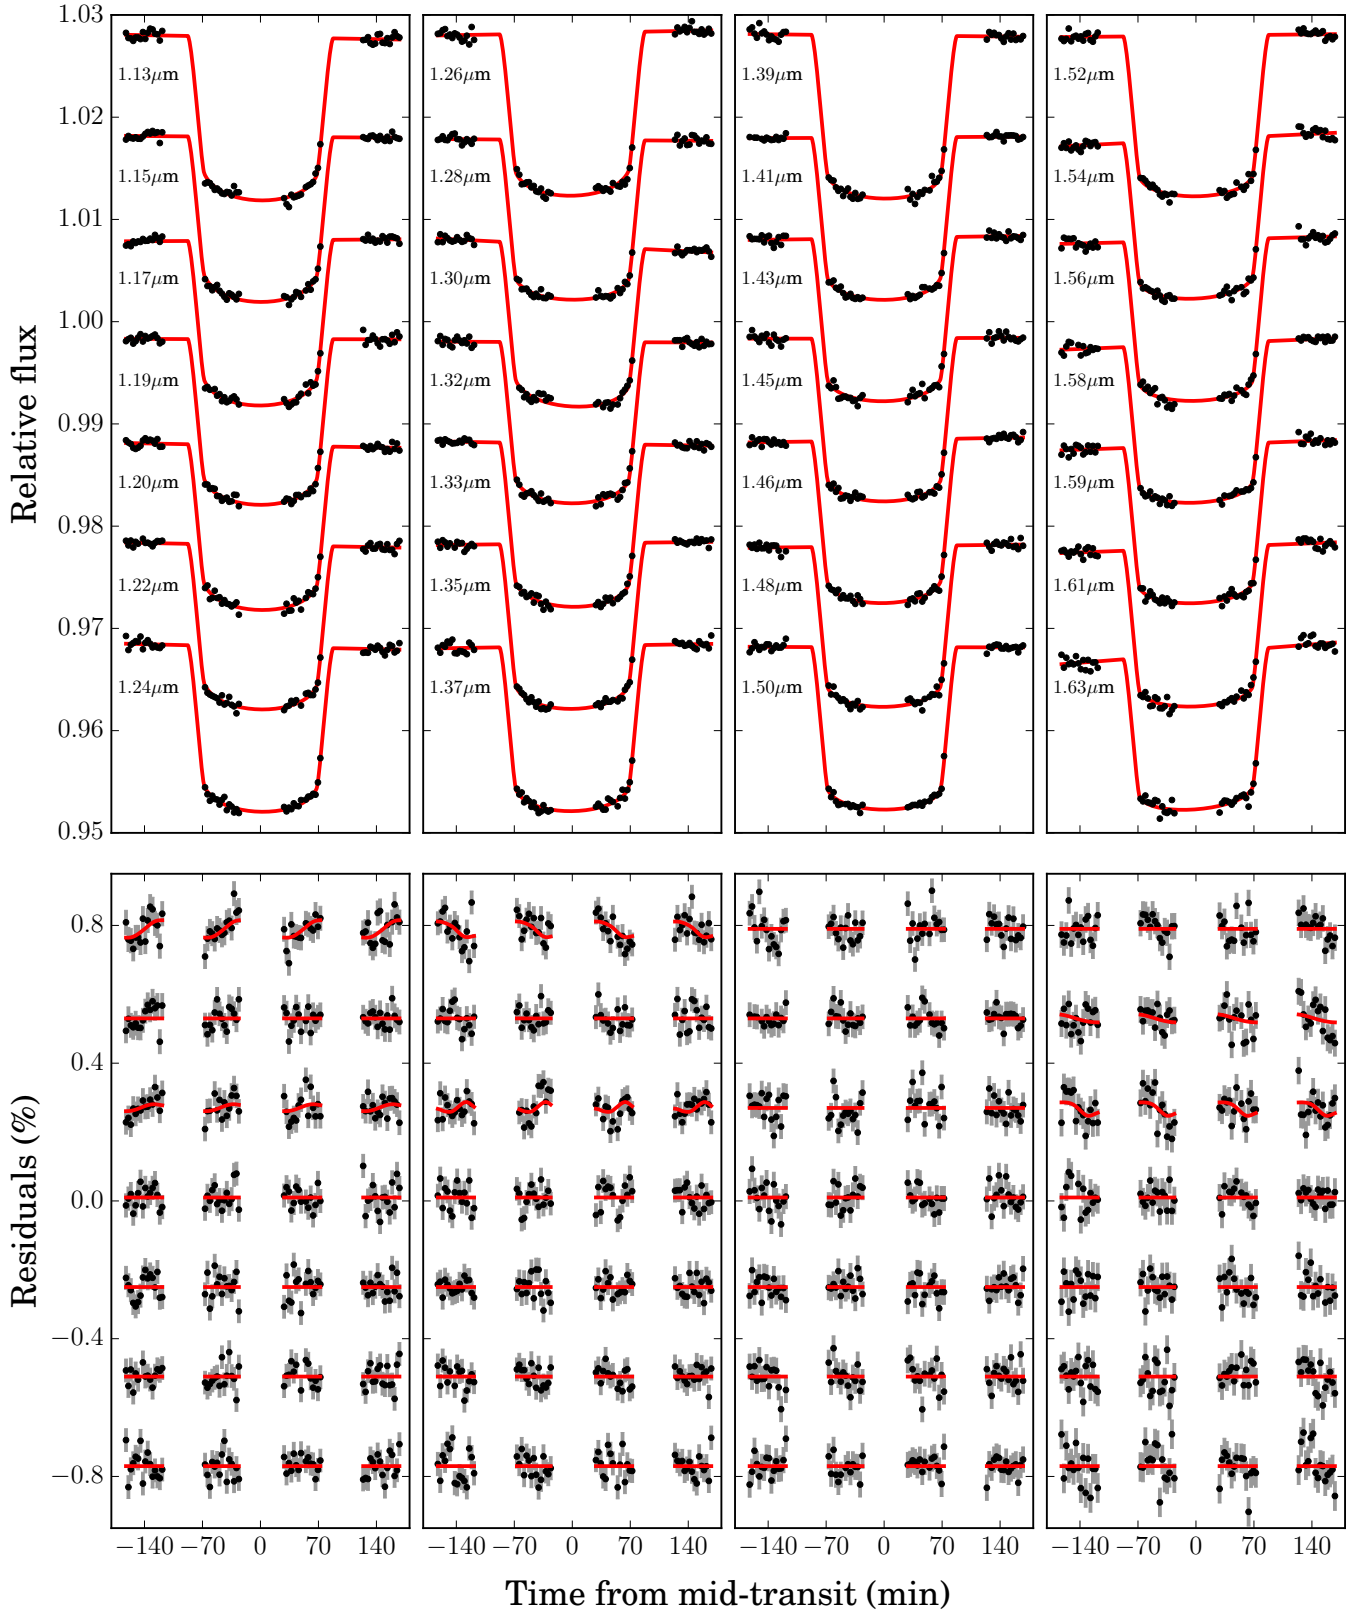 1.03
1.02
1.01
1.00
0.99
0.98
0.97
0.96
0.95
Relative flux
1.13μm
1.15μm
1.17μm
1.19μm
1.20μm
1.22μm
1.24μm
1.26μm
1.28μm
1.30μm
1.32μm
1.33μm
1.35μm
1.37μm
1.39μm
1.41μm
1.43μm
1.45μm
1.46μm
1.48μm
1.50μm
1.52μm
1.54μm
1.56μm
1.58μm
1.59μm
1.61μm
1.63μm
0.8
0.4
0.0
−0.4
−0.8
Residuals (%)
−140 −70 0 70 140
−140 −70 0 70 140
−140 −70 0 70 140
−140 −70 0 70 140
Time from mid-transit (min)